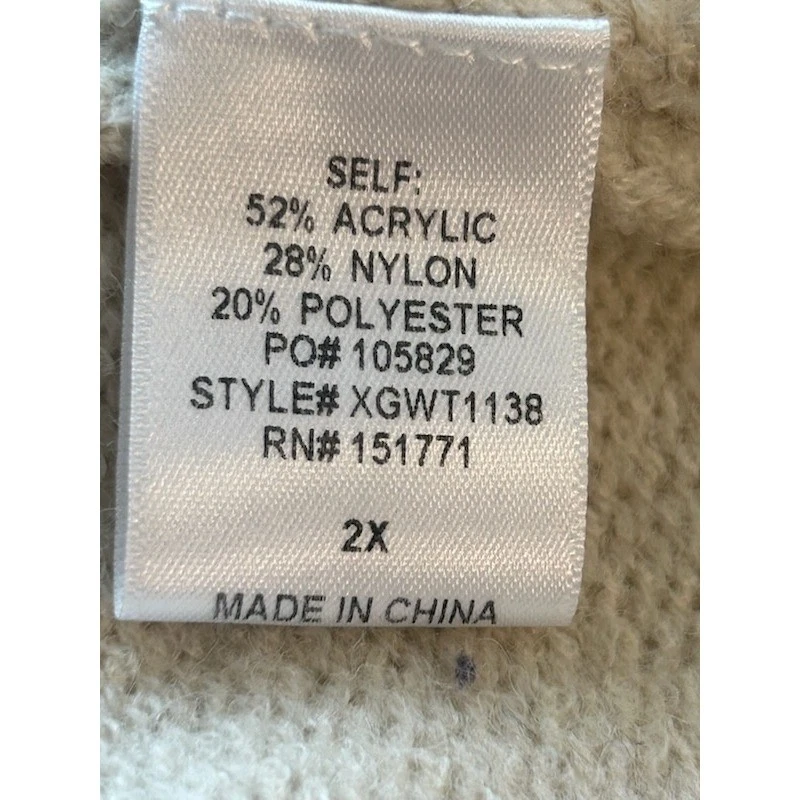 SELF:
52% ACRYLIC
28% NYLON
20% POLYESTER
PO# 105829
STYLE# XGWT1138
RN# 151771
2X
MADE IN CHINA